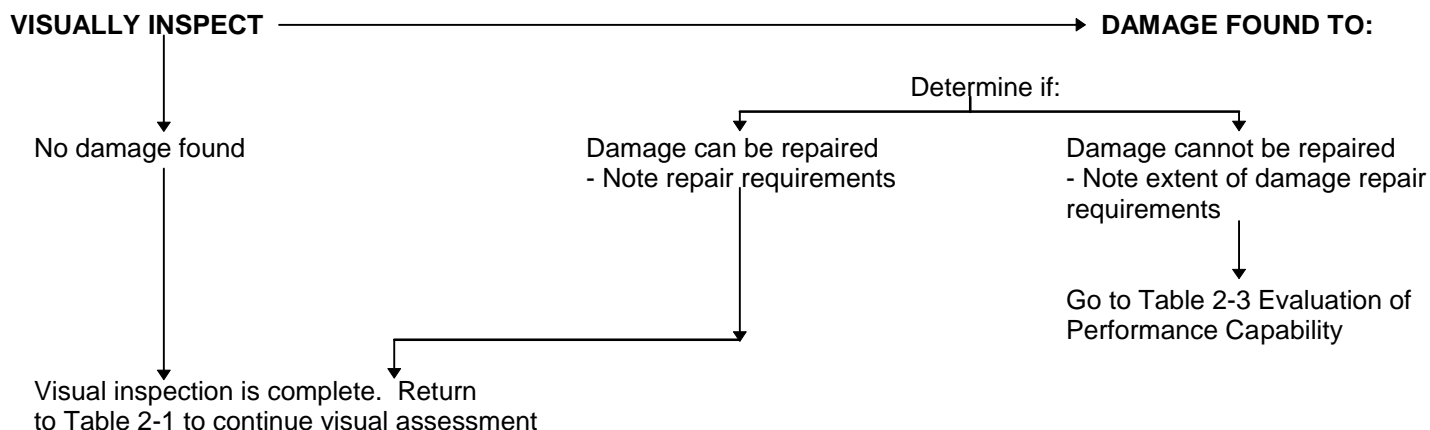 VISUALLY INSPECT
DAMAGE FOUND TO:
Determine if:
No damage found
Damage can be repaired
- Note repair requirements
Damage cannot be repaired
- Note extent of damage repair
requirements
Go to Table 2-3 Evaluation of
Performance Capability
Visual inspection is complete.  Return
to Table 2-1 to continue visual assessment